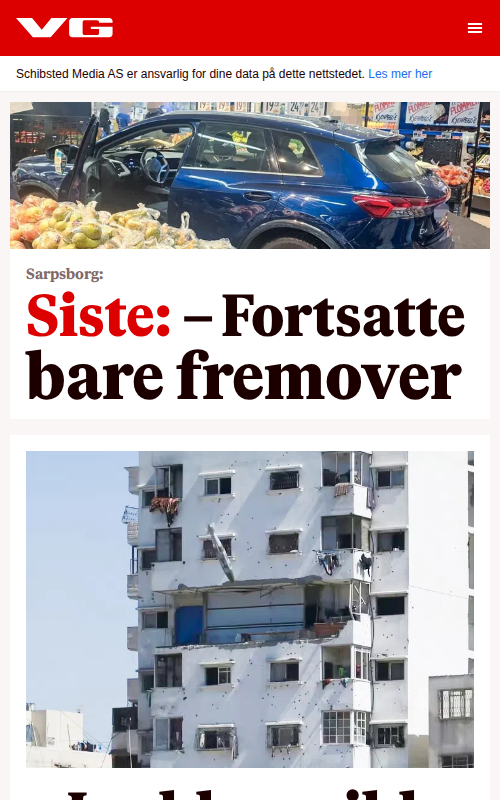 VG
Schibsted Media AS er ansvarlig for dine data på dette nettstedet. Les mer her
Sarpsborg:
Siste: – Fortsatte
bare fremover